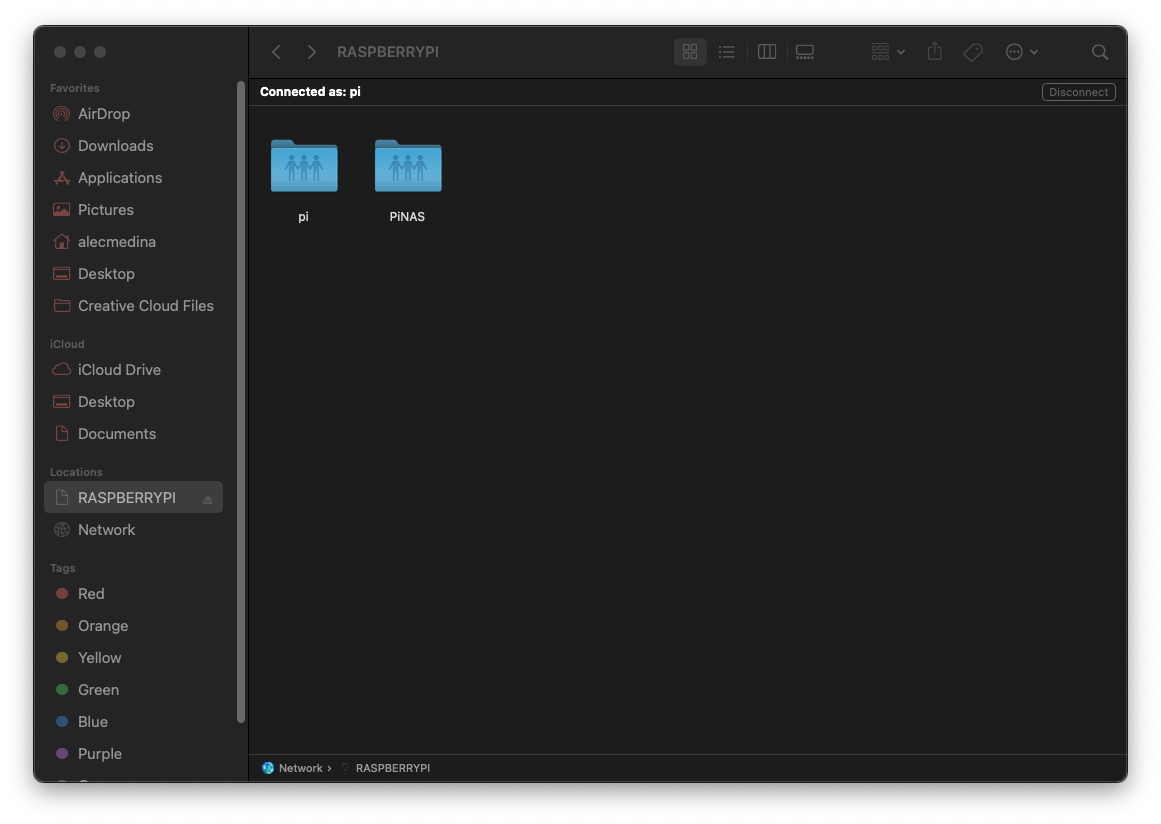 RASPBERRYPI
Connected as: pi
Disconnect
Favorites
AirDrop
Downloads
Applications
Pictures
alecmedina
Desktop
Creative Cloud Files
iCloud
iCloud Drive
Desktop
Documents
Locations
RASPBERRYPI
Network
Tags
Red
Orange
Yellow
Green
Blue
Purple
pi
PiNAS
Network › RASPBERRYPI